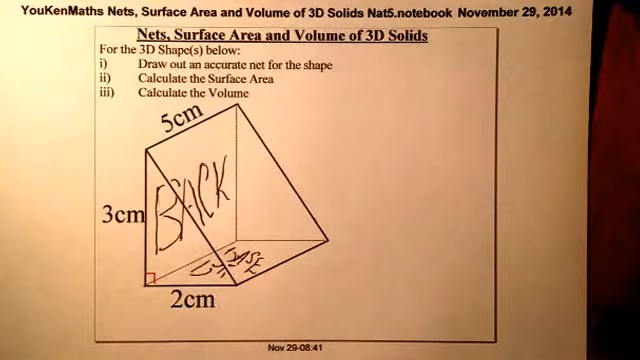 YouKenMaths Nets, Surface Area and Volume of 3D Solids Nat5.notebook November 29, 2014
Nets, Surface Area and Volume of 3D Solids
For the 3D Shape(s) below:
i) Draw out an accurate net for the shape
ii) Calculate the Surface Area
iii) Calculate the Volume
5cm
BACK
3cm
BASE
2cm
Nov 29-08:41